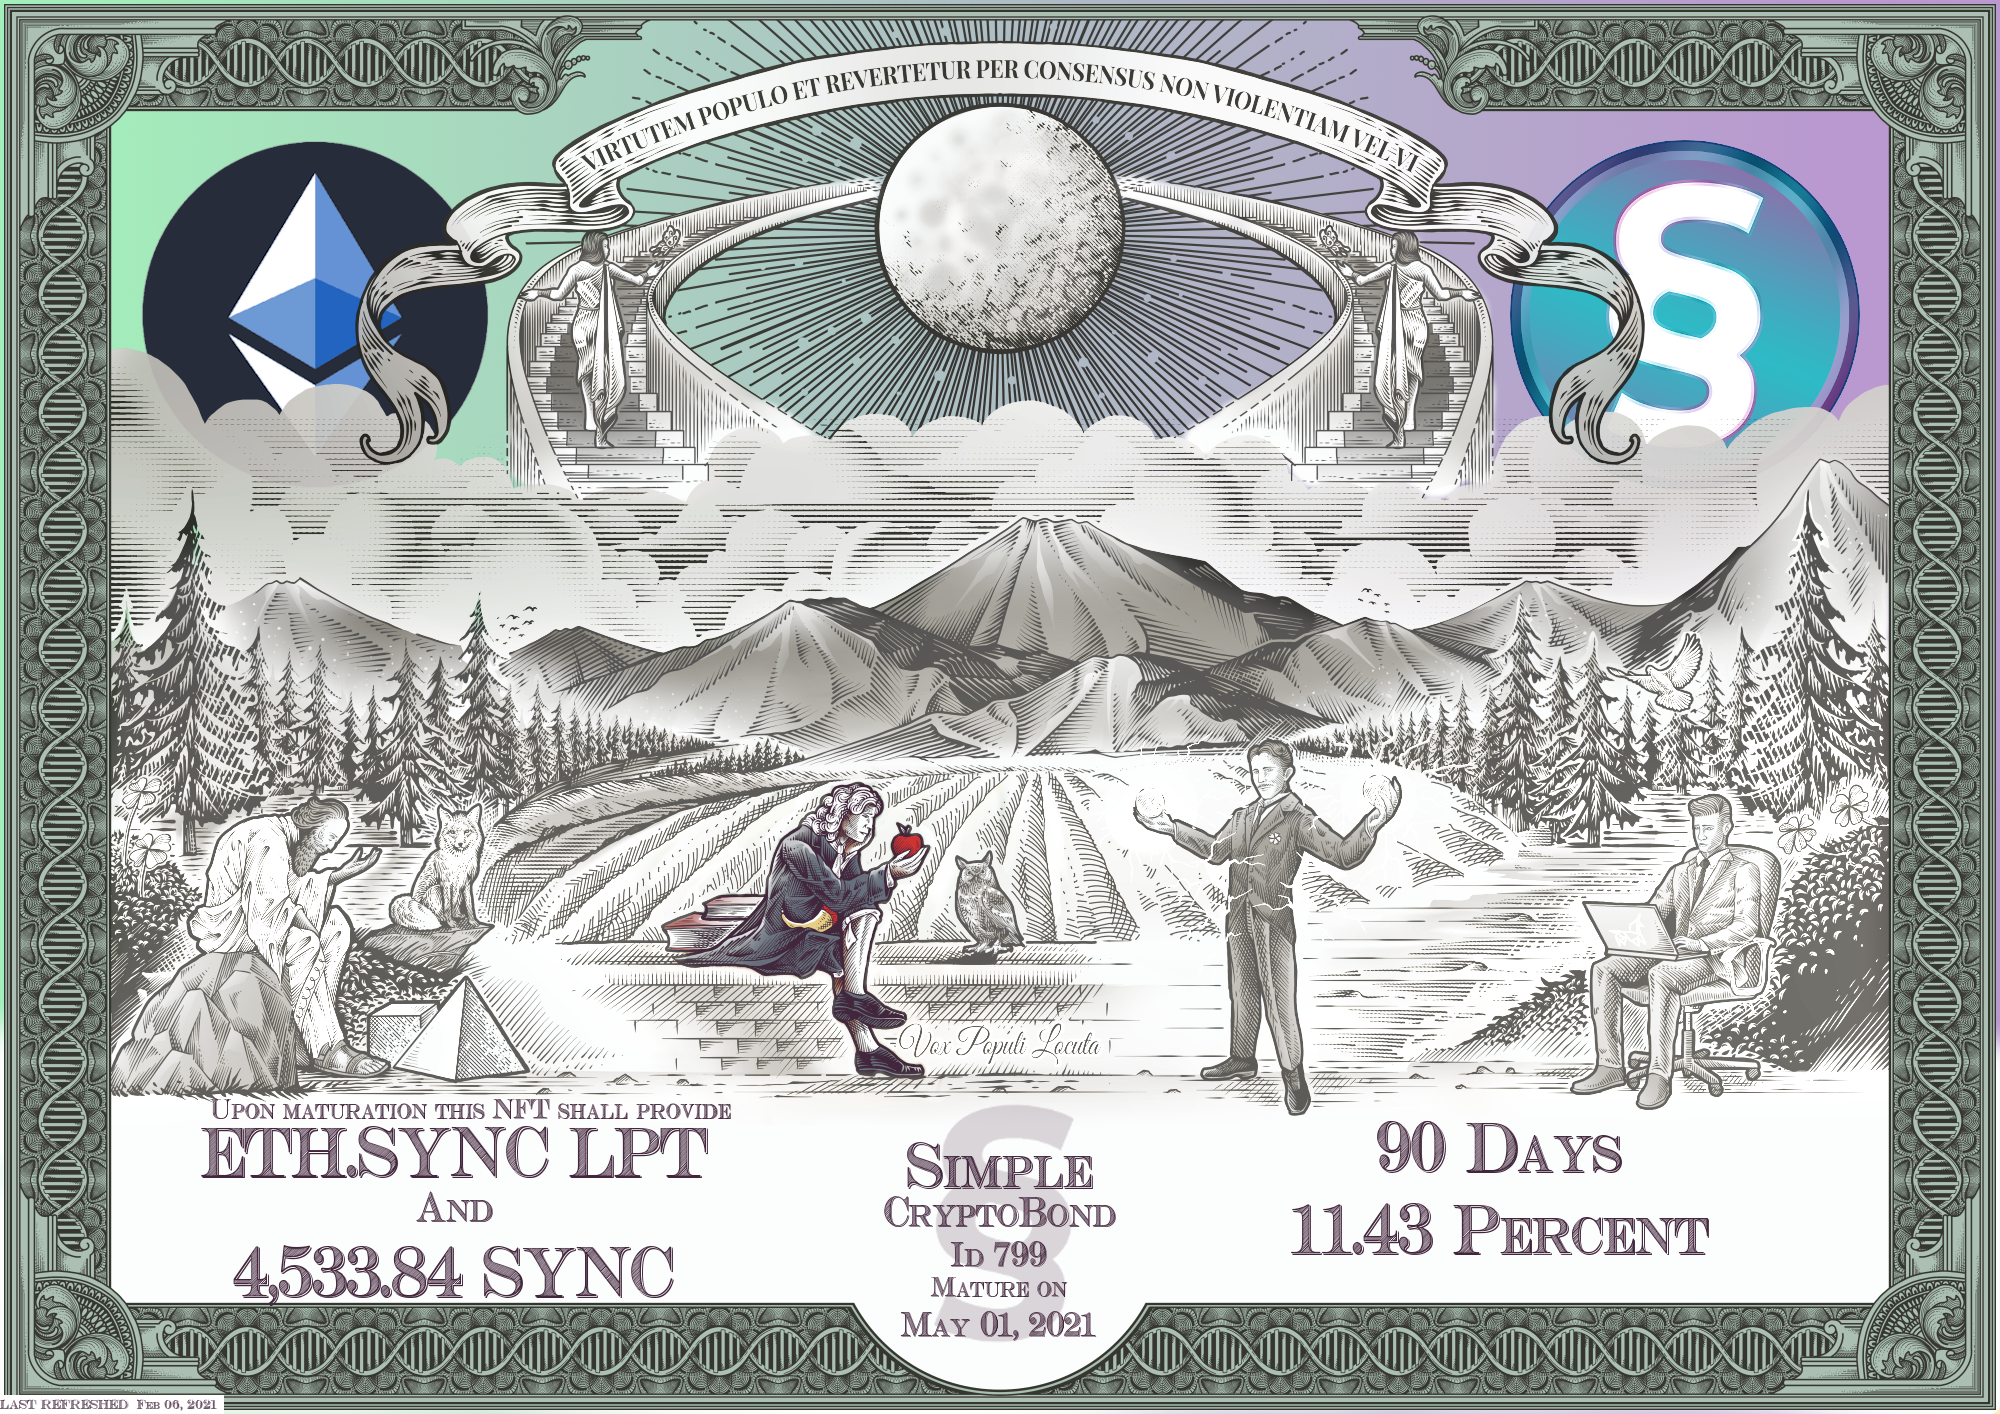 VIRTUTEM POPULO ET REVERTETUR PER CONSENSUS NON VIOLENTIAM VEL VI
Vox Populi Locuta
Upon maturation this NFT shall provide
ETH.SYNC LPT
And
4,533.84 SYNC
Simple
CryptoBond
Id 799
Mature on
May 01, 2021
90 Days
11.43 Percent
LAST REFRESHED Feb 06, 2021